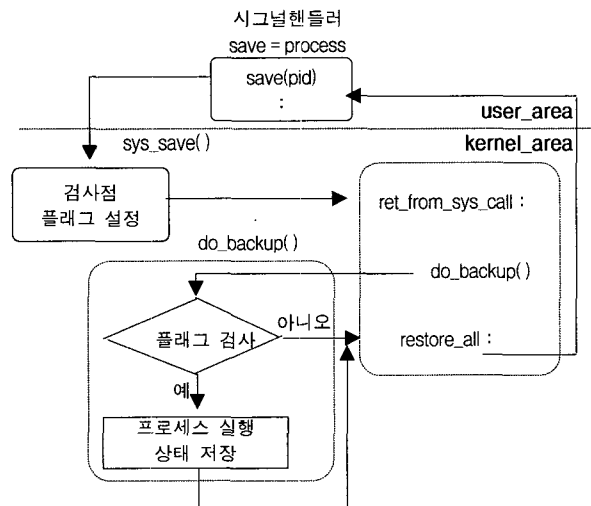 시그널핸들러
save = process
save(pid)
:
user_area
sys_save( )
kernel_area
검사점
플래그 설정
ret_from_sys_call :
do_backup( )
do_backup( )
플래그 검사
아니오
restore_all :
예
프로세스 실행
상태 저장